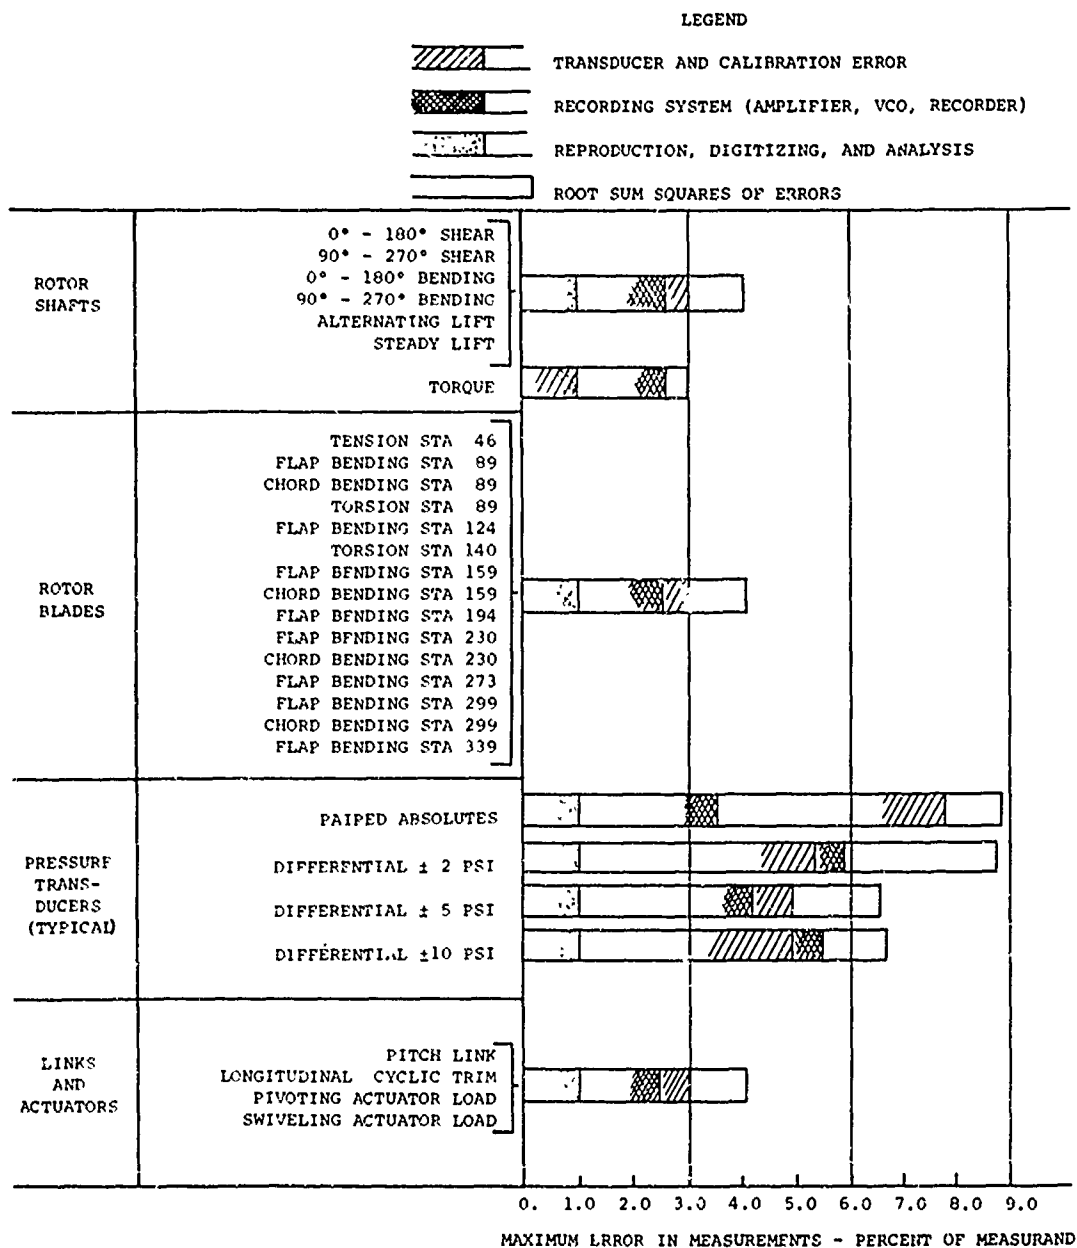 LEGEND
TRANSDUCER AND CALIBRATION ERROR
RECORDING SYSTEM (AMPLIFIER, VCO, RECORDER)
REPRODUCTION, DIGITIZING, AND ANALYSIS
ROOT SUM SQUARES OF ERRORS
ROTOR
SHAFTS
0° - 180° SHEAR
90° - 270° SHEAR
0° - 180° BENDING
90° - 270° BENDING
ALTERNATING LIFT
STEADY LIFT
TORQUE
ROTOR
BLADES
TENSION STA 46
FLAP BENDING STA 89
CHORD BENDING STA 89
TORSION STA 89
FLAP BENDING STA 124
TORSION STA 140
FLAP BENDING STA 159
CHORD BENDING STA 159
FLAP BENDING STA 194
FLAP BENDING STA 230
CHORD BENDING STA 230
FLAP BENDING STA 273
FLAP BENDING STA 299
CHORD BENDING STA 299
FLAP BENDING STA 339
PRESSURE
TRANS-
DUCERS
(TYPICAL)
PAIPED ABSOLUTES
DIFFERENTIAL ± 2 PSI
DIFFERENTIAL ± 5 PSI
DIFFERENTIAL ±10 PSI
LINKS
AND
ACTUATORS
PITCH LINK
LONGITUDINAL CYCLIC TRIM
PIVOTING ACTUATOR LOAD
SWIVELING ACTUATOR LOAD
0. 1.0 2.0 3.0 4.0 5.0 6.0 7.0 8.0 9.0
MAXIMUM ERROR IN MEASUREMENTS - PERCENT OF MEASURAND